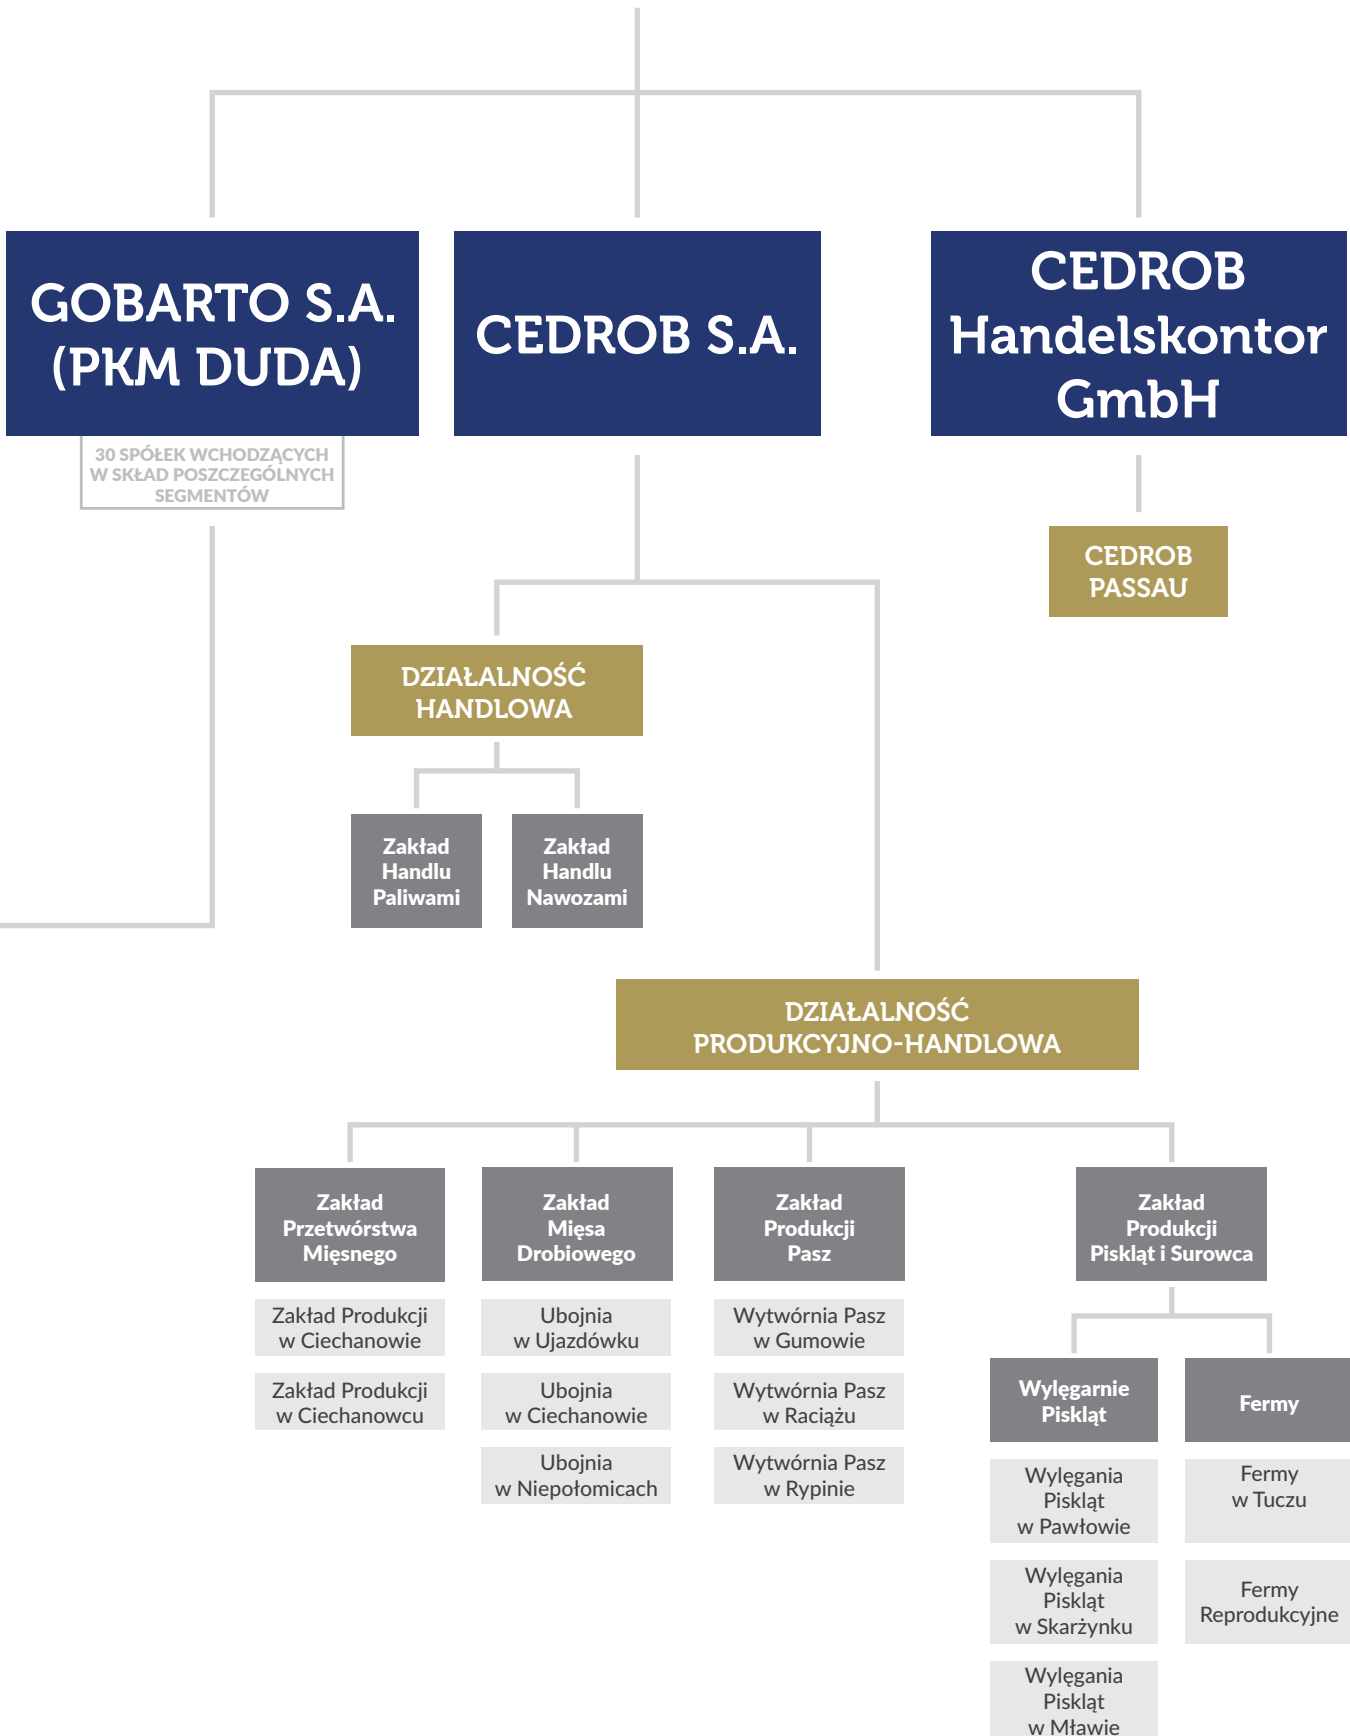 GOBARTO S.A.
(PKM DUDA)
30 SPÓŁEK WCHODZĄCYCH
W SKŁAD POSZCZEGÓLNYCH
SEGMENTÓW
CEDROB S.A.
CEDROB
Handelskontor
GmbH
CEDROB
PASSAU
DZIAŁALNOŚĆ
HANDLOWA
Zakład
Handlu
Paliwami
Zakład
Handlu
Nawozami
DZIAŁALNOŚĆ
PRODUKCYJNO-HANDLOWA
Zakład
Przetwórstwa
Mięsnego
Zakład Produkcji
w Ciechanowie
Zakład Produkcji
w Ciechanowcu
Zakład
Mięsa
Drobiowego
Ubojnia
w Ujazdówku
Ubojnia
w Ciechanowie
Ubojnia
w Niepołomicach
Zakład
Produkcji
Pasz
Wytwórnia Pasz
w Gumowie
Wytwórnia Pasz
w Raciążu
Wytwórnia Pasz
w Rypinie
Zakład
Produkcji
Piskląt i Surowca
Wylęgarnie
Piskląt
Wylęgania
Piskląt
w Pawłowie
Wylęgania
Piskląt
w Skarżynku
Wylęgania
Piskląt
w Mławie
Fermy
Fermy
w Tuczu
Fermy
Reprodukcyjne